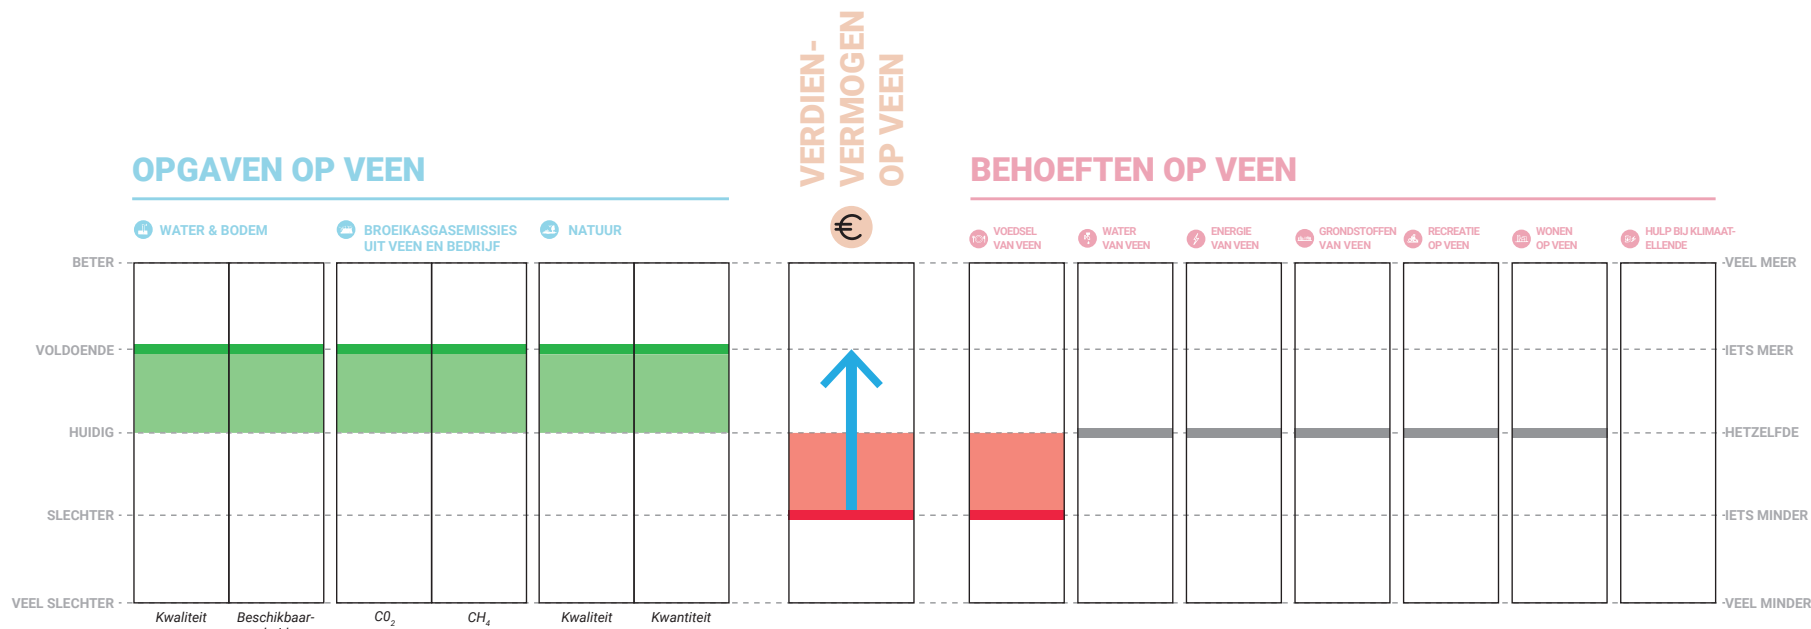 VERDIEN-
VERMOGEN
OP VEEN
OPGAVEN OP VEEN
BEHOEFTEN OP VEEN
WATER & BODEM
BROEIKASGASEMISSIES
UIT VEEN EN BEDRIJF
NATUUR
€
VOEDSEL
VAN VEEN
WATER
VAN VEEN
ENERGIE
VAN VEEN
GRONDSTOFFEN
VAN VEEN
RECREATIE
OP VEEN
WONEN
OP VEEN
HULP BIJ KLIMAAT-
ELLENDE
BETER
VOLDOENDE
HUIDIG
SLECHTER
VEEL SLECHTER
VEEL MEER
IETS MEER
HETZELFDE
IETS MINDER
VEEL MINDER
Kwaliteit
Beschikbaar-
C0₂
CH₄
Kwaliteit
Kwantiteit